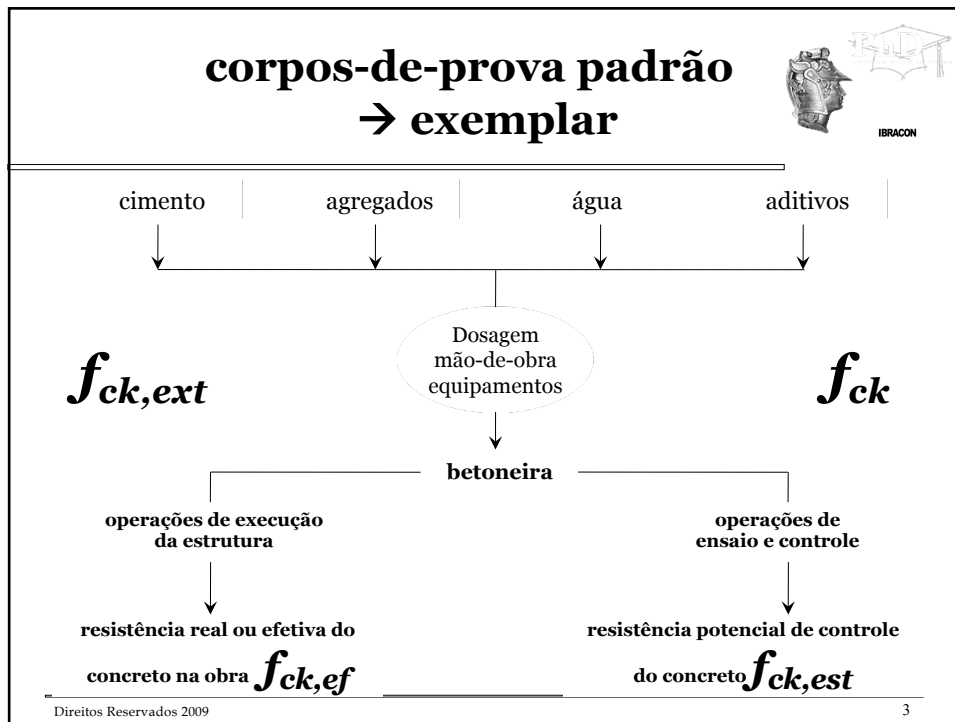 corpos-de-prova padrão
→ exemplar
PhD
IBRACON
cimento agregados água aditivos
Dosagem
mão-de-obra
equipamentos
fck,ext
fck
betoneira
operações de execução
da estrutura
operações de
ensaio e controle
resistência real ou efetiva do
concreto na obra fck,ef
resistência potencial de controle
do concreto fck,est
Direitos Reservados 2009
3